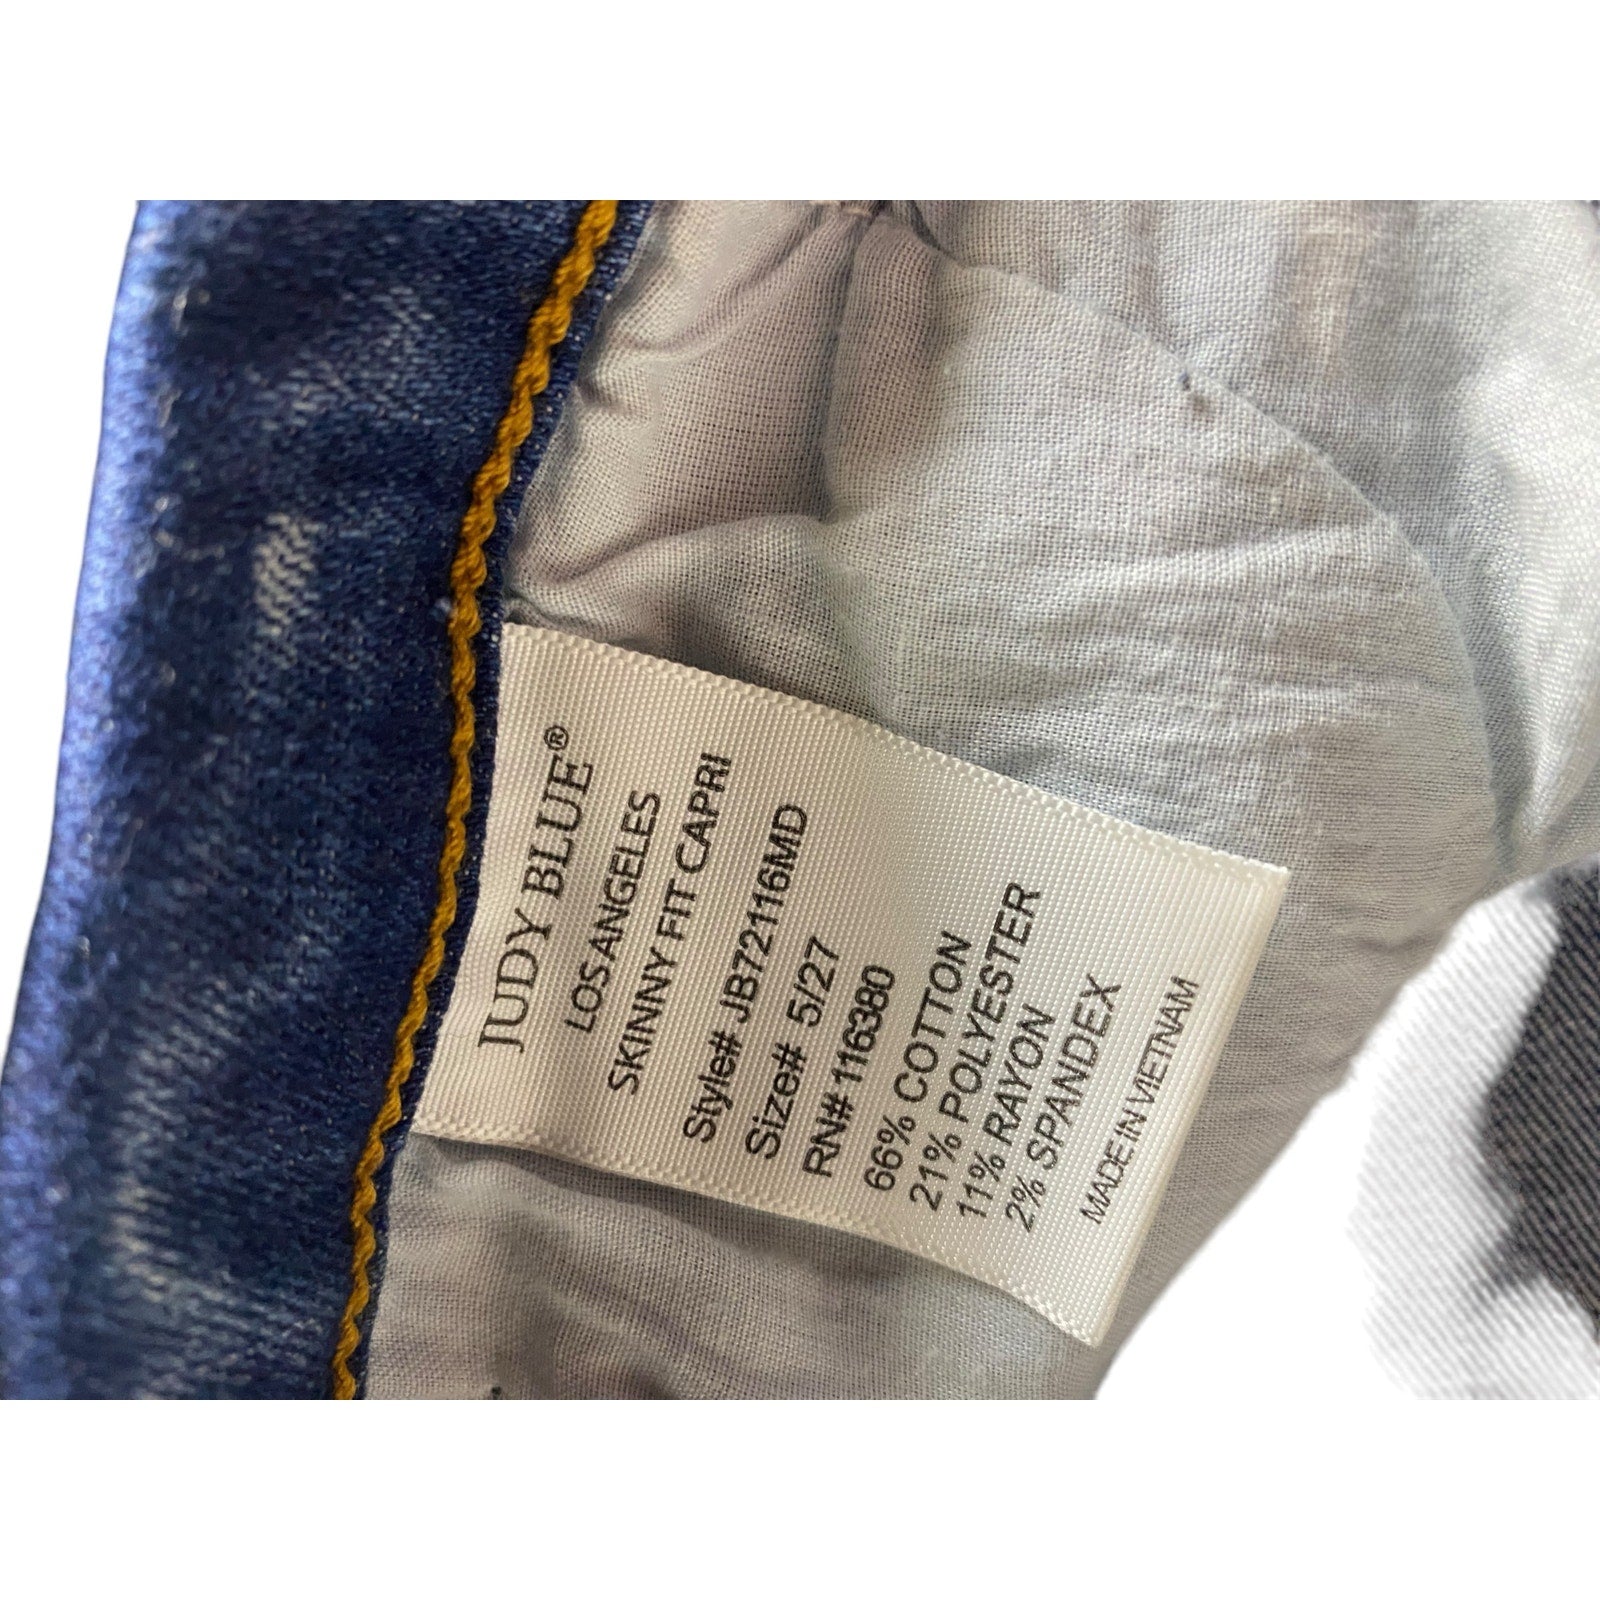 JUDY BLUE®
LOS ANGELES
SKINNY FIT CAPRI
Style# JB72116MD
Size# 5/27
RN# 116380
66% COTTON
21% POLYESTER
11% RAYON
2% SPANDEX
MADE IN VIETNAM